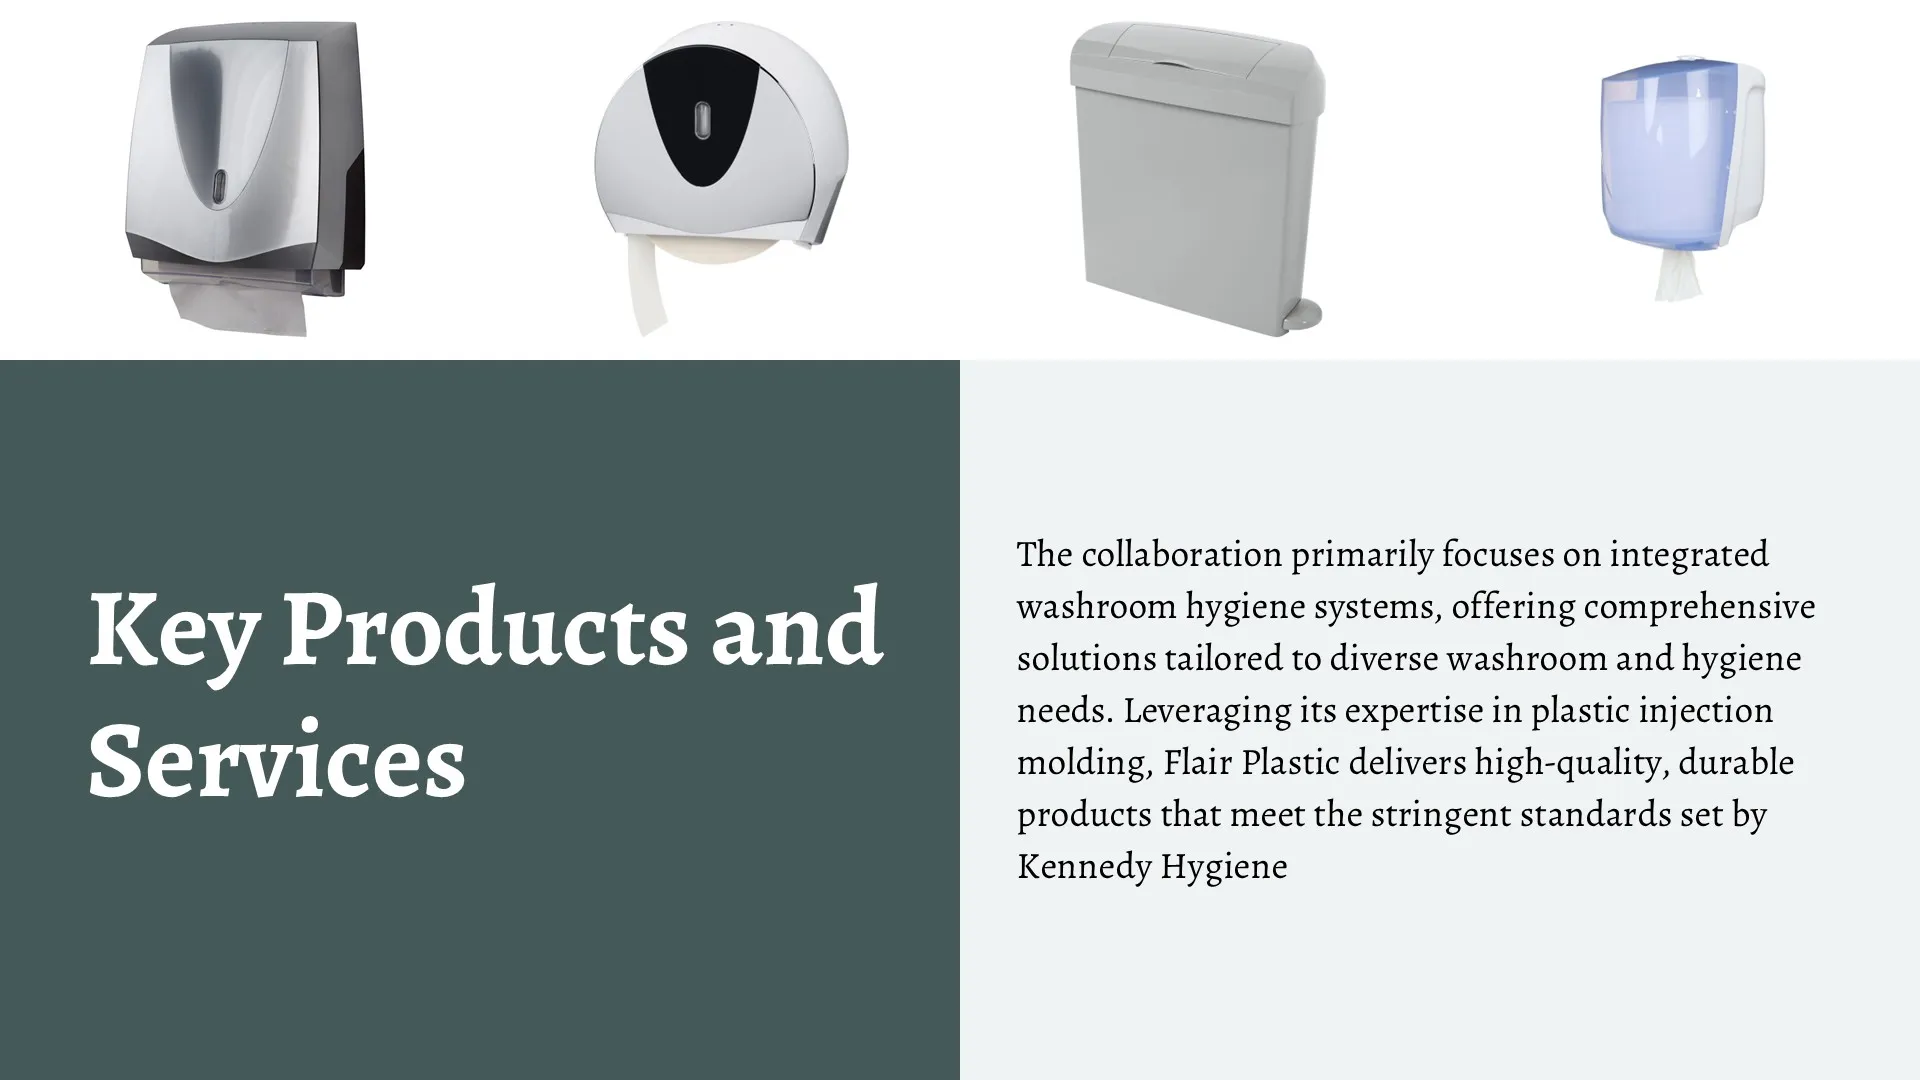 Key Products and
Services
The collaboration primarily focuses on integrated
washroom hygiene systems, offering comprehensive
solutions tailored to diverse washroom and hygiene
needs. Leveraging its expertise in plastic injection
molding, Flair Plastic delivers high-quality, durable
products that meet the stringent standards set by
Kennedy Hygiene